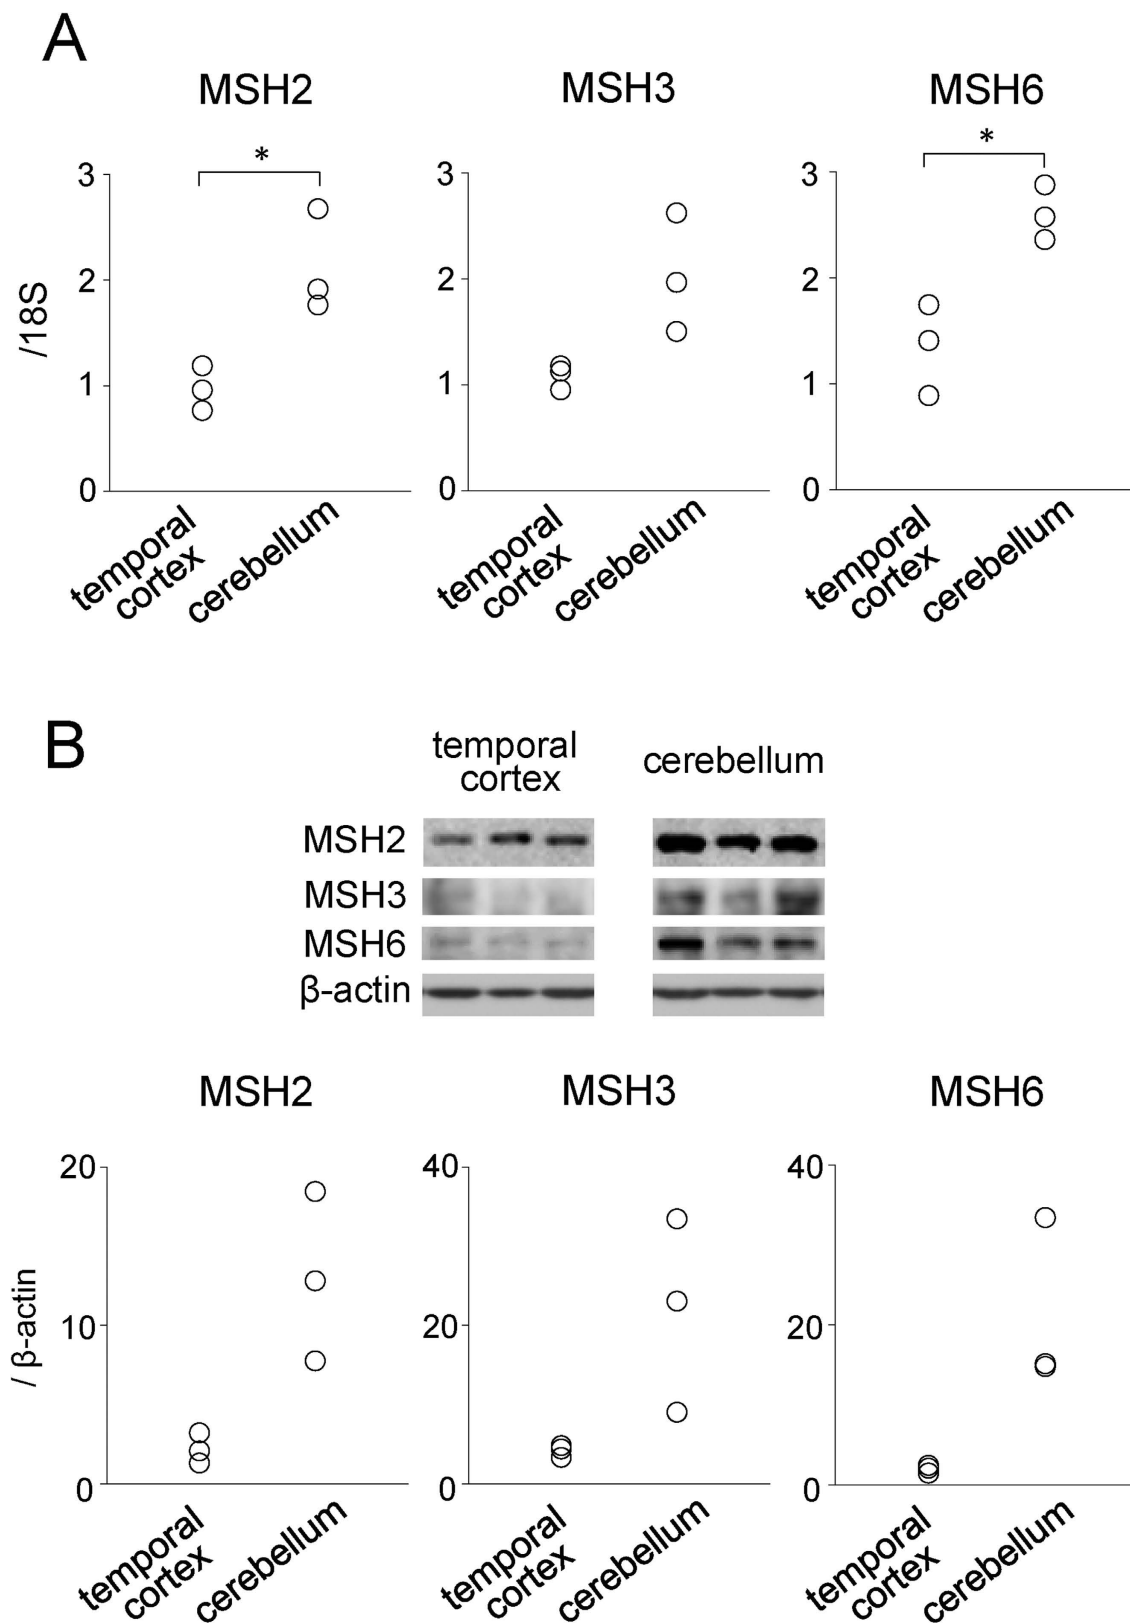 A
MSH2
MSH3
MSH6
*
*
3
2
1
0
/18S
3
2
1
0
3
2
1
0
temporal
cortex
cerebellum
temporal
cortex
cerebellum
temporal
cortex
cerebellum
B
temporal
cortex
cerebellum
MSH2
MSH3
MSH6
β-actin
MSH2
MSH3
MSH6
20
10
0
/ β-actin
40
20
0
40
20
0
temporal
cortex
cerebellum
temporal
cortex
cerebellum
temporal
cortex
cerebellum